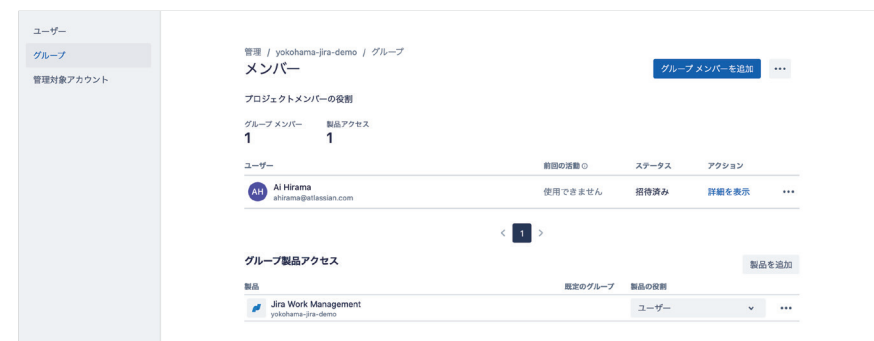 ユーザー
グループ
管理対象アカウント
管理 / yokohama-jira-demo / グループ
メンバー
グループ メンバーを追加
プロジェクトメンバーの役割
グループ メンバー 製品アクセス
1 1
ユーザー 前回の活動 ステータス アクション
AH Ai Hirama 使用できません 招待済み 詳細を表示
ahirama@atlassian.com
1
グループ製品アクセス 製品を追加
製品 既定のグループ 製品の役割
Jira Work Management ユーザー
yokohama-jira-demo